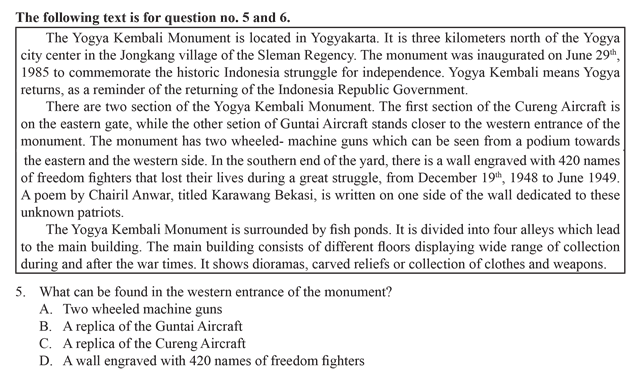 The following text is for question no. 5 and 6.
The Yogya Kembali Monument is located in Yogyakarta. It is three kilometers north of the Yogya
city center in the Jongkang village of the Sleman Regency. The monument was inaugurated on June 29th,
1985 to commemorate the historic Indonesia strunggle for independence. Yogya Kembali means Yogya
returns, as a reminder of the returning of the Indonesia Republic Government.
There are two section of the Yogya Kembali Monument. The first section of the Cureng Aircraft is
on the eastern gate, while the other setion of Guntai Aircraft stands closer to the western entrance of the
monument. The monument has two wheeled- machine guns which can be seen from a podium towards
the eastern and the western side. In the southern end of the yard, there is a wall engraved with 420 names
of freedom fighters that lost their lives during a great struggle, from December 19th, 1948 to June 1949.
A poem by Chairil Anwar, titled Karawang Bekasi, is written on one side of the wall dedicated to these
unknown patriots.
The Yogya Kembali Monument is surrounded by fish ponds. It is divided into four alleys which lead
to the main building. The main building consists of different floors displaying wide range of collection
during and after the war times. It shows dioramas, carved reliefs or collection of clothes and weapons.
5. What can be found in the western entrance of the monument?
A. Two wheeled machine guns
B. A replica of the Guntai Aircraft
C. A replica of the Cureng Aircraft
D. A wall engraved with 420 names of freedom fighters